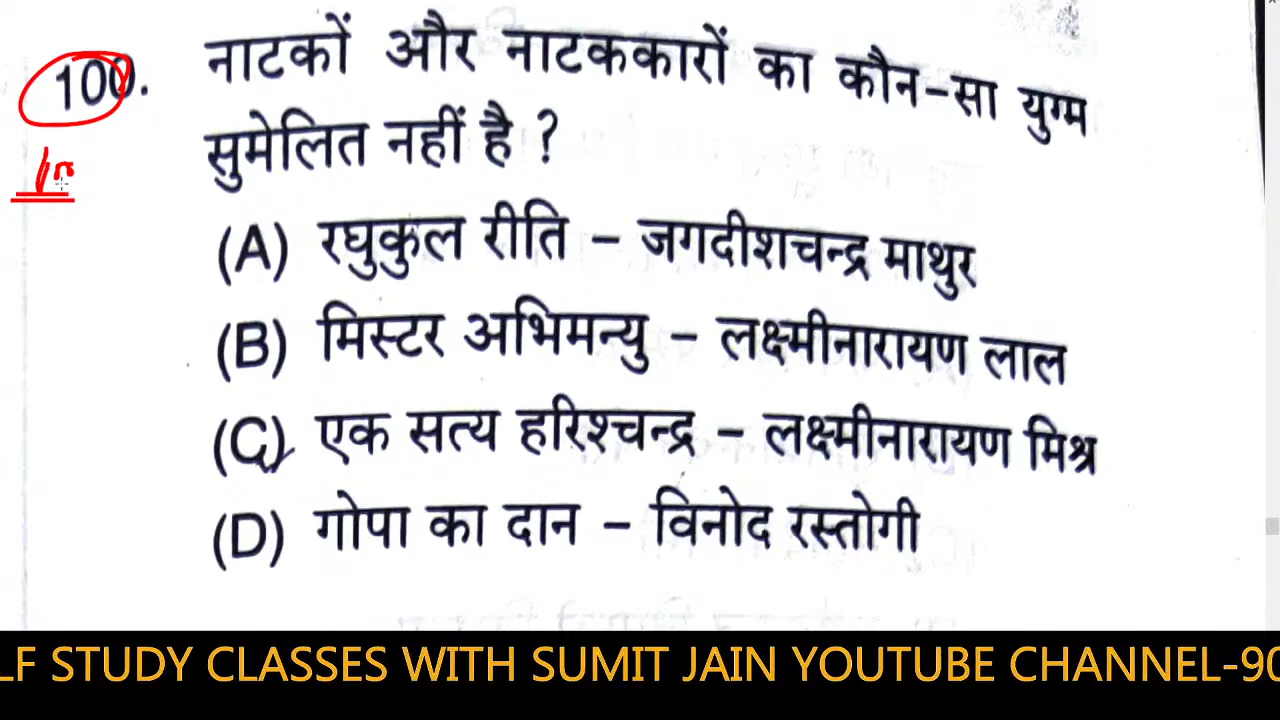 100. नाटकों और नाटककारों का कौन-सा युग्म
सुमेलित नहीं है ?
(A) रघुकुल रीति – जगदीशचन्द्र माथुर
(B) मिस्टर अभिमन्यु – लक्ष्मीनारायण लाल
(C) एक सत्य हरिश्चन्द्र – लक्ष्मीनारायण मिश्र
(D) गोपा का दान – विनोद रस्तोगी
LF STUDY CLASSES WITH SUMIT JAIN YOUTUBE CHANNEL-90